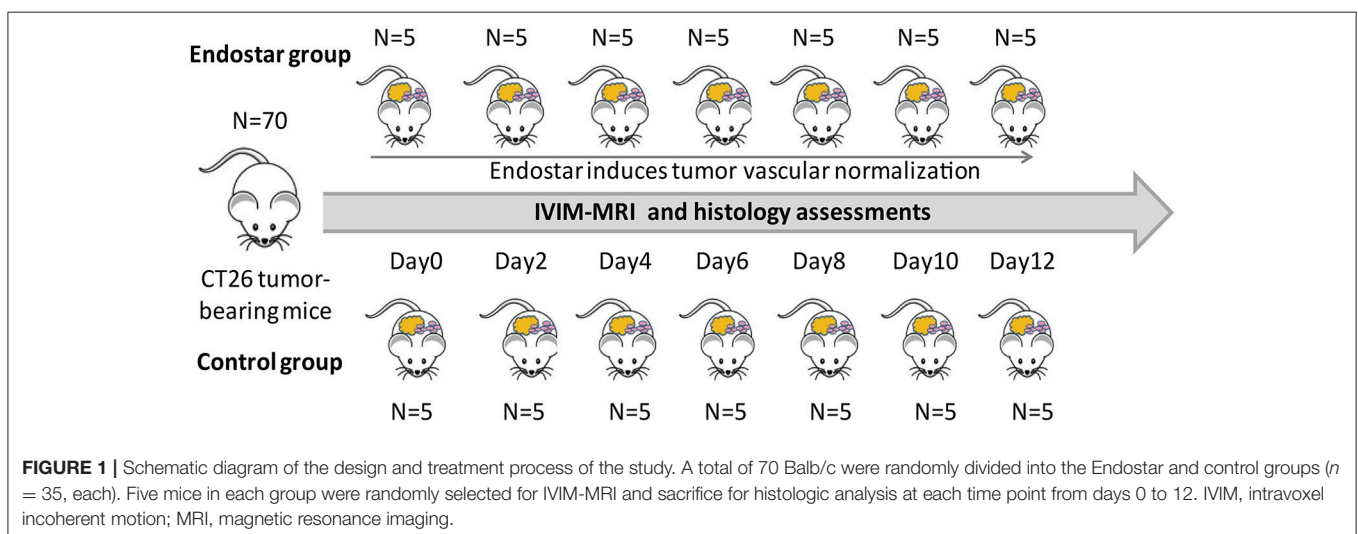 Endostar group
N=5 N=5 N=5 N=5 N=5 N=5 N=5
N=70
Endostar induces tumor vascular normalization
IVIM-MRI and histology assessments
CT26 tumor-
bearing mice
Day0 Day2 Day4 Day6 Day8 Day10 Day12
Control group
N=5 N=5 N=5 N=5 N=5 N=5 N=5
FIGURE 1 | Schematic diagram of the design and treatment process of the study. A total of 70 Balb/c were randomly divided into the Endostar and control groups (n
= 35, each). Five mice in each group were randomly selected for IVIM-MRI and sacrifice for histologic analysis at each time point from days 0 to 12. IVIM, intravoxel
incoherent motion; MRI, magnetic resonance imaging.